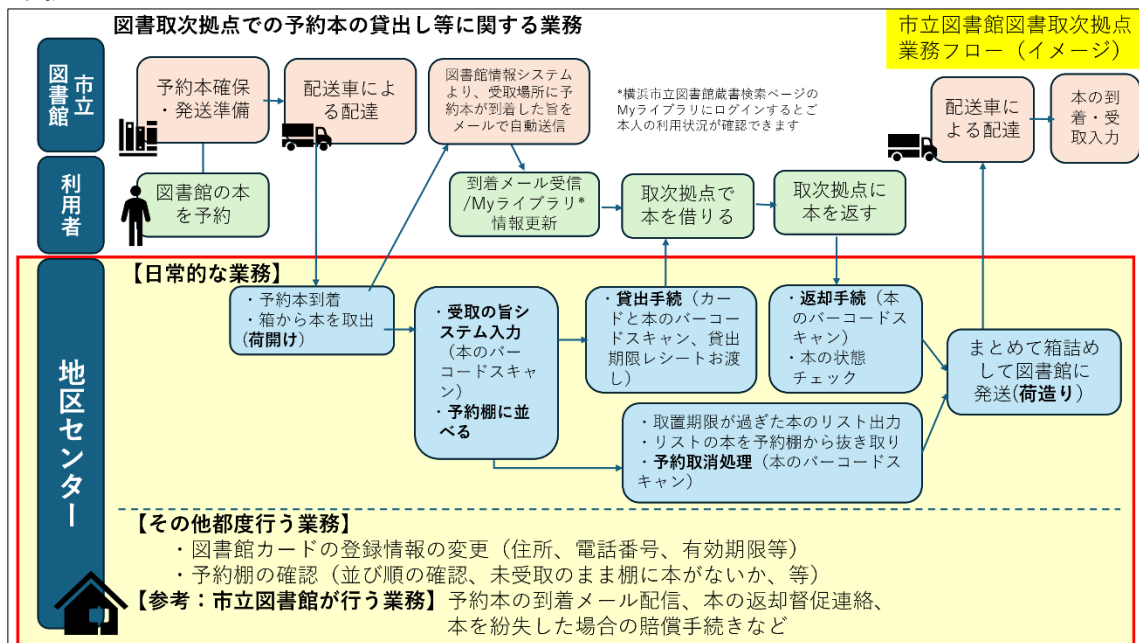 図書取次拠点での予約本の貸出し等に関する業務
市立図書館図書取次拠点
業務フロー（イメージ）
市立
図書館
予約本確保
・発送準備
配送車による
配達
図書館情報システム
より、受取場所に予
約本が到着した旨を
メールで自動送信
*横浜市立図書館蔵書検索ページの
Myライブラリにログインするとご
本人の利用状況が確認できます
配送車に
よる配達
本の到
着・受
取入力
利用者
図書館の本
を予約
到着メール受信
/Myライブラリ*
情報更新
取次拠点で
本を借りる
取次拠点に
本を返す
地区センター
【日常的な業務】
・予約本到着
・箱から本を取出
(荷開け)
・受取の旨シ
ステム入力
（本のバー
コードスキャ
ン）
・予約棚に並
べる
・貸出手続（カー
ドと本のバーコー
ドスキャン、貸出
期限レシートお渡
し）
・返却手続（本
のバーコードス
キャン）
・本の状態
チェック
まとめて箱詰め
して図書館に
発送(荷造り)
・取置期限が過ぎた本のリスト出力
・リストの本を予約棚から抜き取り
・予約取消処理（本のバーコードスキ
ャン）
【その他都度行う業務】
・図書館カードの登録情報の変更（住所、電話番号、有効期限等）
・予約棚の確認（並び順の確認、未受取のまま棚に本がないか、等）
【参考：市立図書館が行う業務】予約本の到着メール配信、本の返却督促連絡、
本を紛失した場合の賠償手続きなど